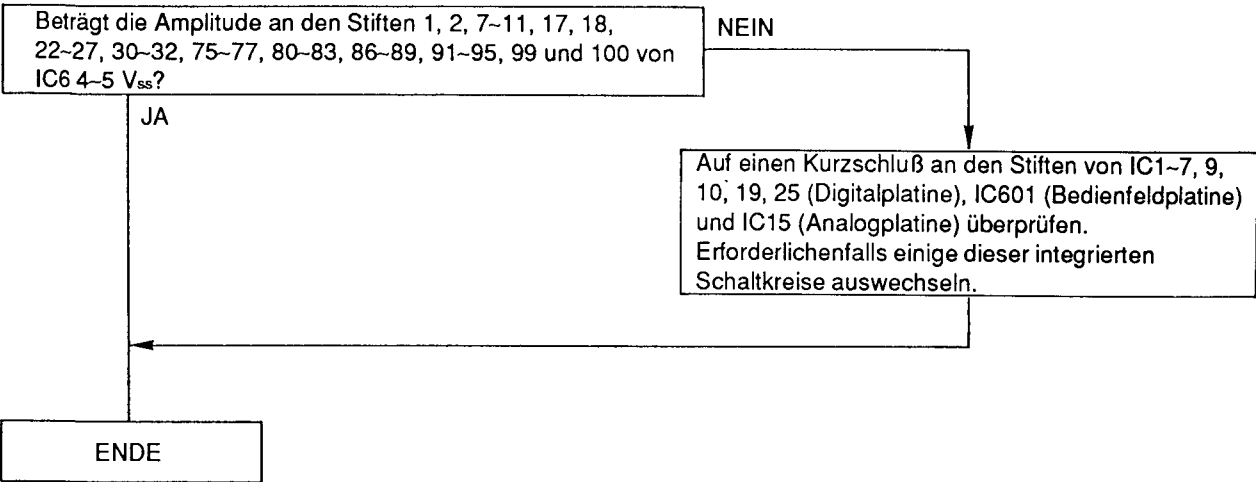 Beträgt die Amplitude an den Stiften 1, 2, 7~11, 17, 18,
22~27, 30~32, 75~77, 80~83, 86~89, 91~95, 99 und 100 von
IC6 4~5 Vss?
NEIN
JA
Auf einen Kurzschluß an den Stiften von IC1~7, 9,
10, 19, 25 (Digitalplatine), IC601 (Bedienfeldplatine)
und IC15 (Analogplatine) überprüfen.
Erforderlichenfalls einige dieser integrierten
Schaltkreise auswechseln.
ENDE